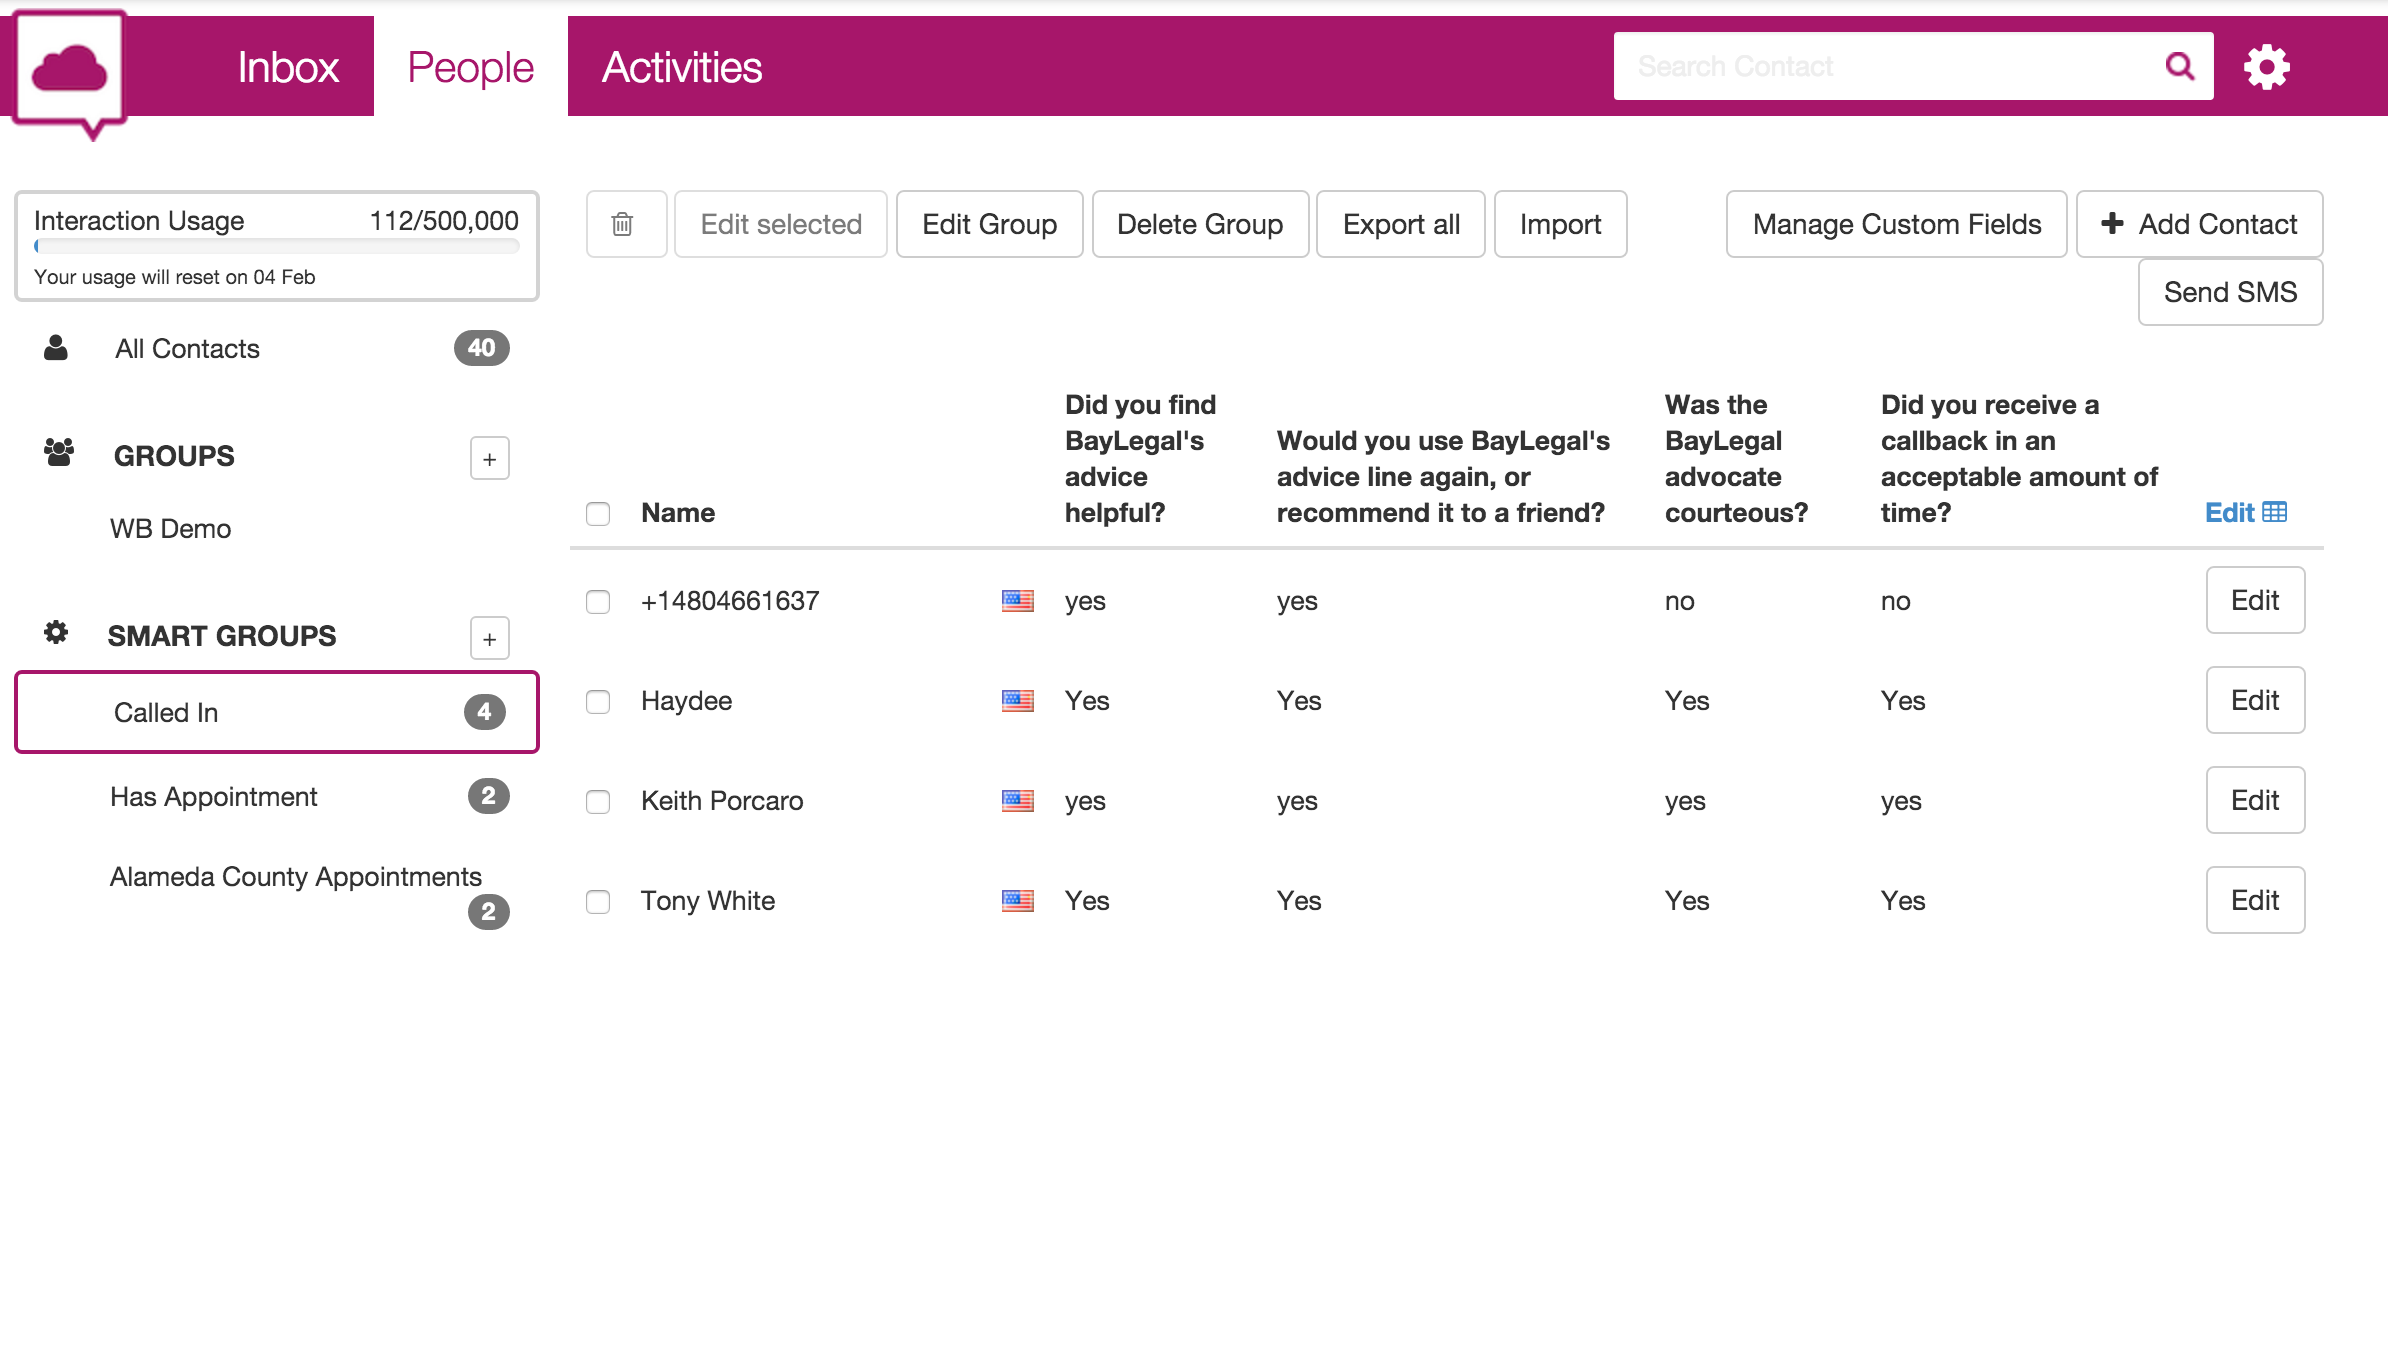 Inbox People Activities Search Contact
Interaction Usage 112/500,000
Your usage will reset on 04 Feb
All Contacts 40
GROUPS +
WB Demo
SMART GROUPS +
Called In 4
Has Appointment 2
Alameda County Appointments
2
Edit selected Edit Group Delete Group Export all Import Manage Custom Fields + Add Contact
Send SMS
Name
Did you find
BayLegal's
advice
helpful?
Would you use BayLegal's
advice line again, or
recommend it to a friend?
Was the
BayLegal
advocate
courteous?
Did you receive a
callback in an
acceptable amount of
time?
Edit
+14804661637 yes yes no no Edit
Haydee Yes Yes Yes Yes Edit
Keith Porcaro yes yes yes yes Edit
Tony White Yes Yes Yes Yes Edit